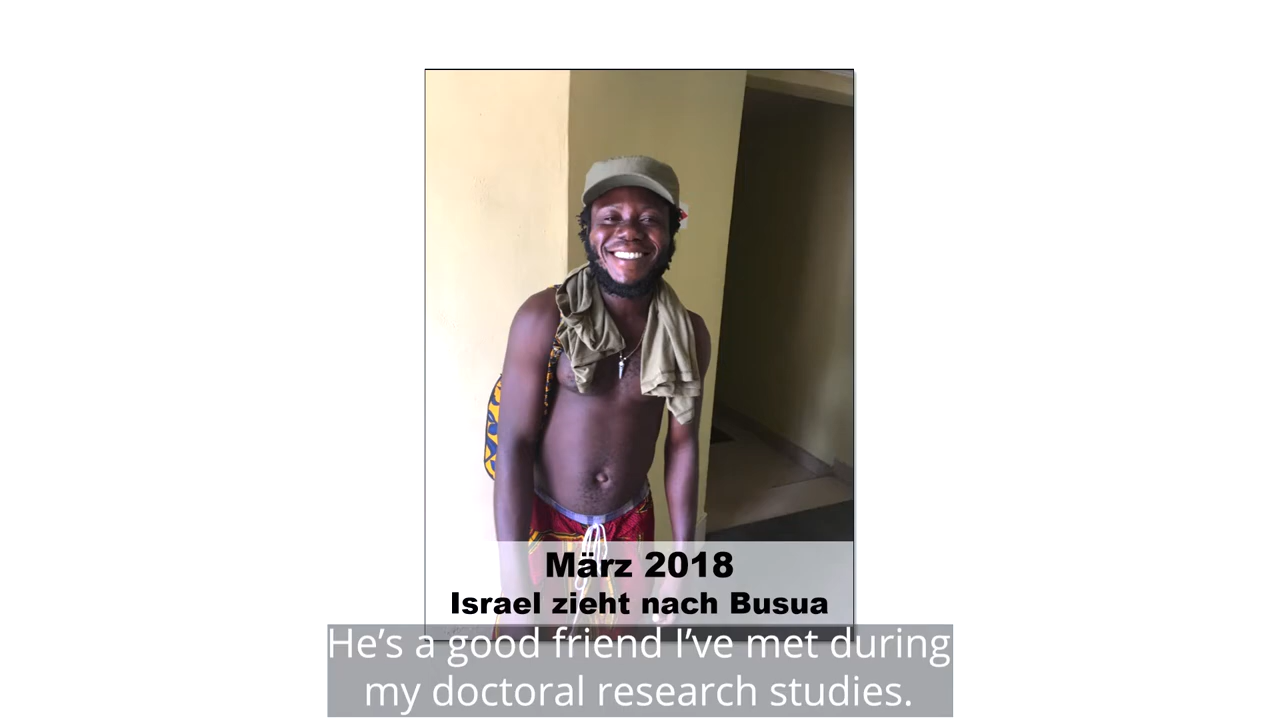 März 2018
Israel zieht nach Busua
He’s a good friend I’ve met during
my doctoral research studies.